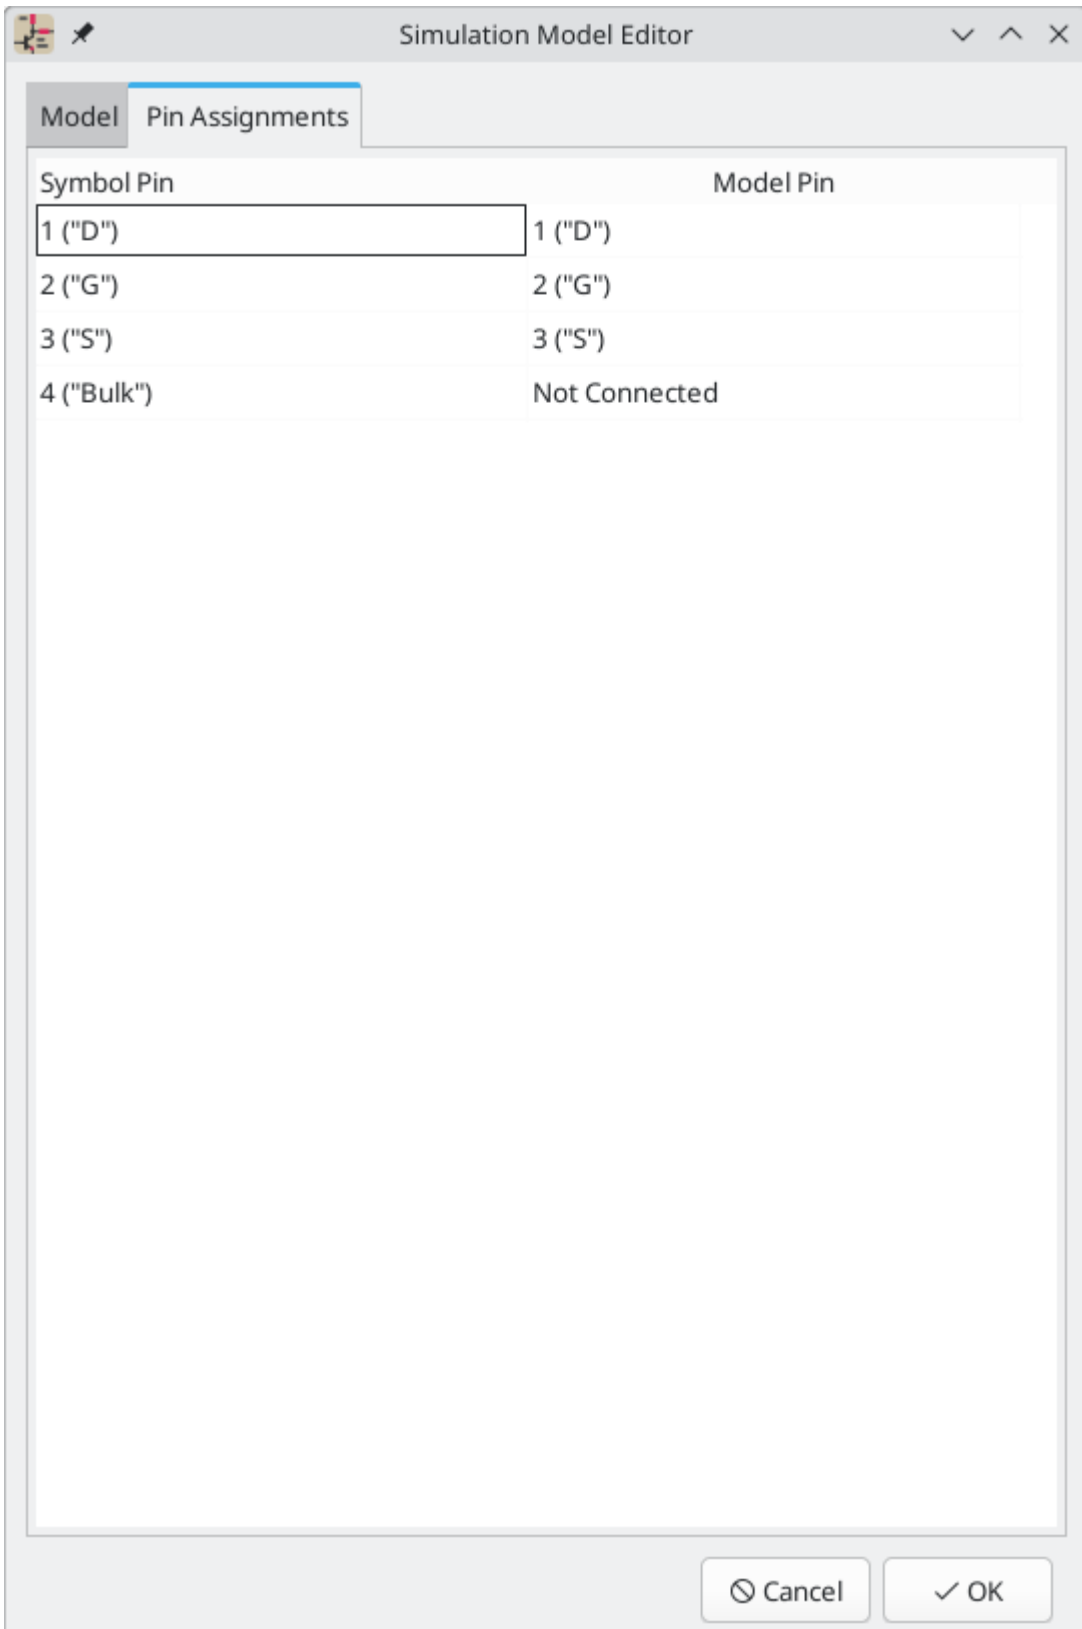 Simulation Model Editor
Model Pin Assignments
Symbol Pin Model Pin
1 ("D") 1 ("D")
2 ("G") 2 ("G")
3 ("S") 3 ("S")
4 ("Bulk") Not Connected
Cancel OK